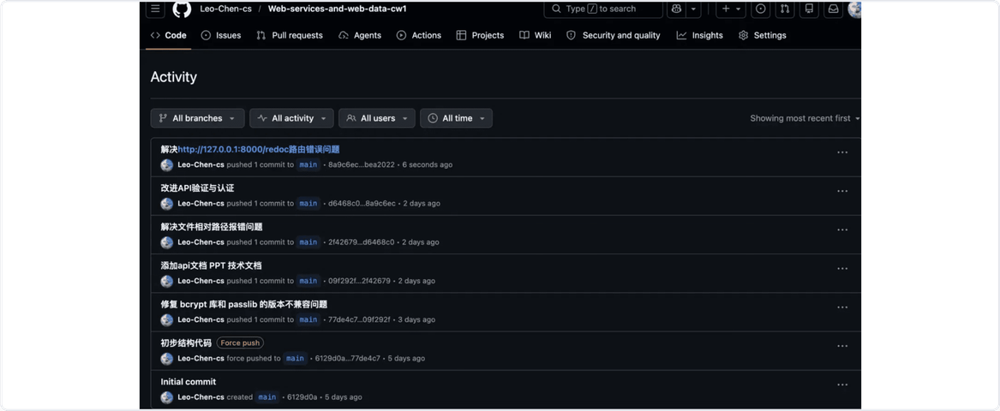 Leo-Chen-cs / Web-services-and-web-data-cw1
Type / to search
Code Issues Pull requests Agents Actions Projects Wiki Security and quality Insights Settings
Activity
All branches All activity All users All time Showing most recent first
解决http://127.0.0.1:8000/redoc路由错误问题
Leo-Chen-cs pushed 1 commit to main • 8a9c6ec...bea2022 • 6 seconds ago
改进API验证与认证
Leo-Chen-cs pushed 1 commit to main • d6468c0...8a9c6ec • 2 days ago
解决文件相对路径报错问题
Leo-Chen-cs pushed 1 commit to main • 2f42679...d6468c0 • 2 days ago
添加api文档 PPT 技术文档
Leo-Chen-cs pushed 1 commit to main • 09f292f...2f42679 • 2 days ago
修复 bcrypt 库和 passlib 的版本不兼容问题
Leo-Chen-cs pushed 1 commit to main • 77de4c7...09f292f • 3 days ago
初步结构代码 Force push
Leo-Chen-cs force pushed to main • 6129d0a...77de4c7 • 5 days ago
Initial commit
Leo-Chen-cs created main • 6129d0a • 5 days ago